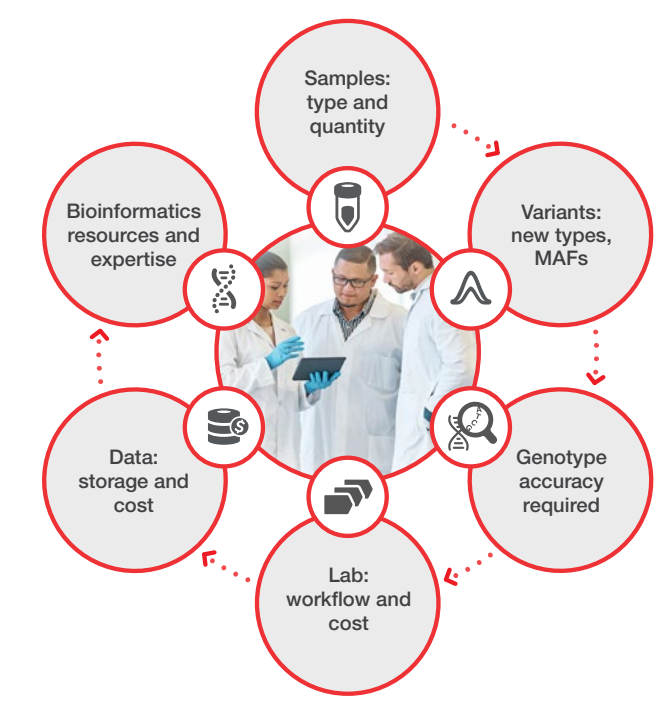 Samples:
type and
quantity
Variants:
new types,
MAFs
Genotype
accuracy
required
Lab:
workflow and
cost
Data:
storage and
cost
Bioinformatics
resources and
expertise
$